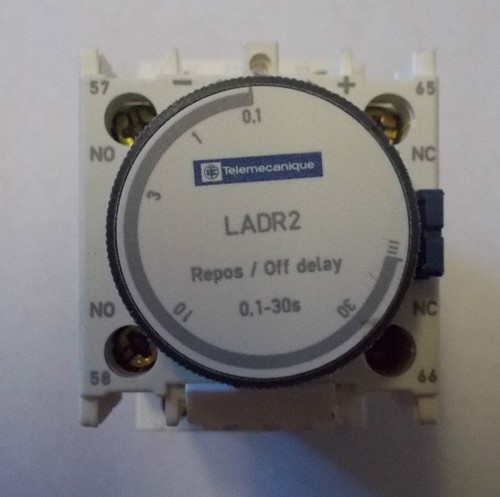 57 − + 65
0,1
1
NO NC
Telemecanique
3
LADR2
Repos / Off delay
0,1-30s
10 30
NO NC
58 66